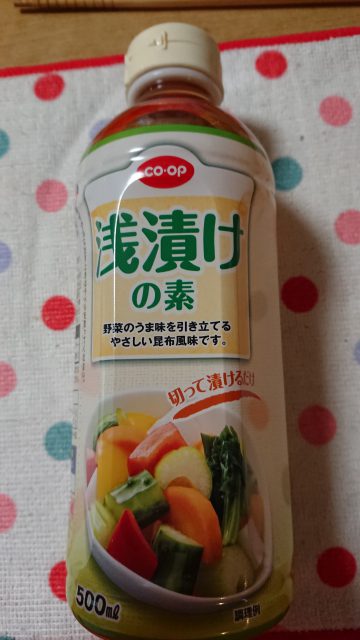 co·op
浅漬け
の素
野菜のうま味を引き立てる
やさしい昆布風味です。
切って漬けるだけ
500ml
調理例